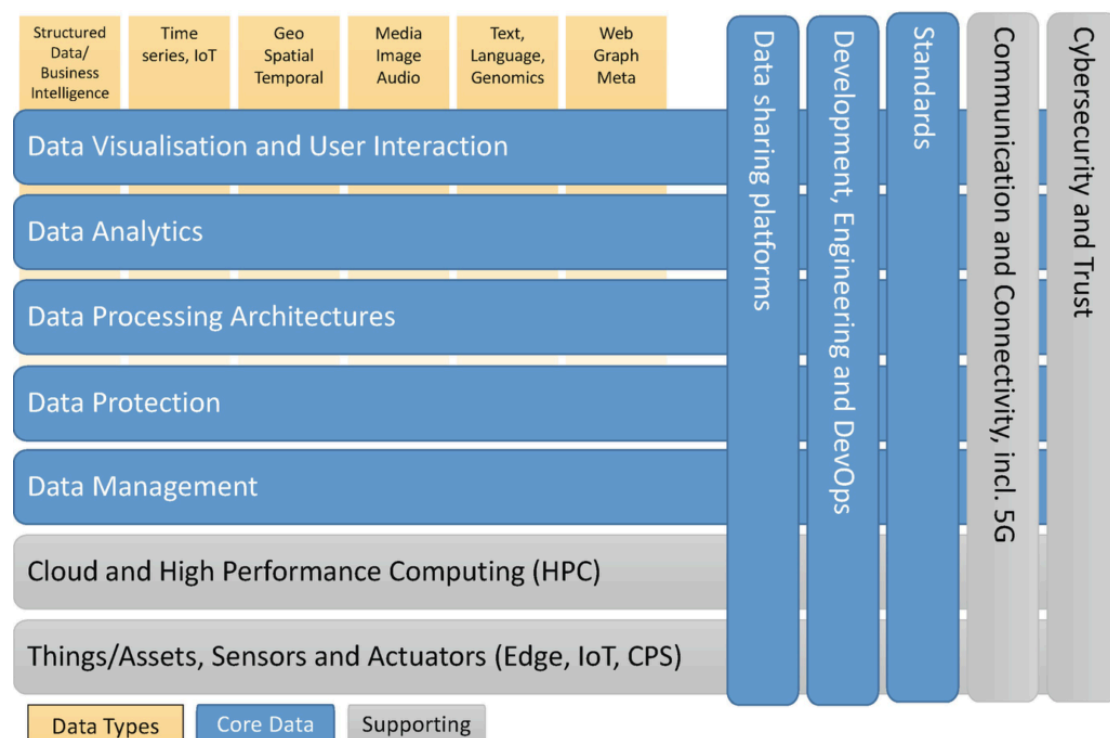 Structured
Data/
Business
Intelligence
Time
series, IoT
Geo
Spatial
Temporal
Media
Image
Audio
Text,
Language,
Genomics
Web
Graph
Meta
Data sharing platforms
Development, Engineering and DevOps
Standards
Communication and Connectivity, incl. 5G
Cybersecurity and Trust
Data Visualisation and User Interaction
Data Analytics
Data Processing Architectures
Data Protection
Data Management
Cloud and High Performance Computing (HPC)
Things/Assets, Sensors and Actuators (Edge, IoT, CPS)
Data Types
Core Data
Supporting